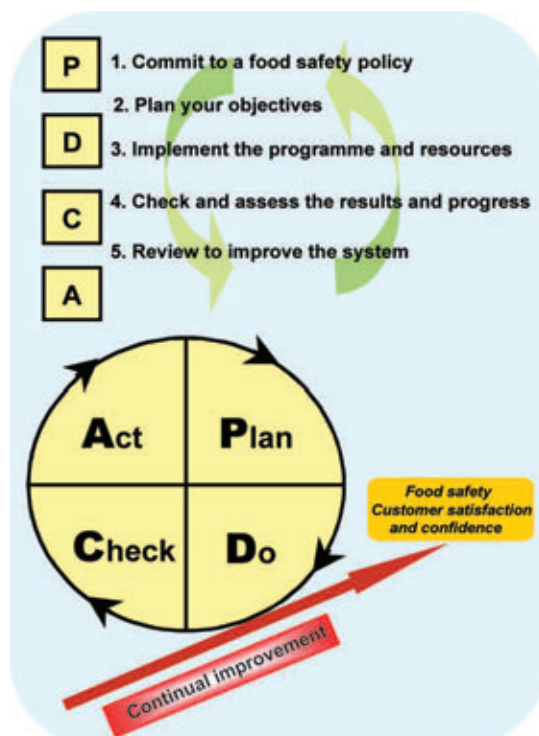 P
1. Commit to a food safety policy
2. Plan your objectives
D
3. Implement the programme and resources
4. Check and assess the results and progress
C
5. Review to improve the system
A
Act
Plan
Check
Do
Food safety
Customer satisfaction
and confidence
Continual improvement